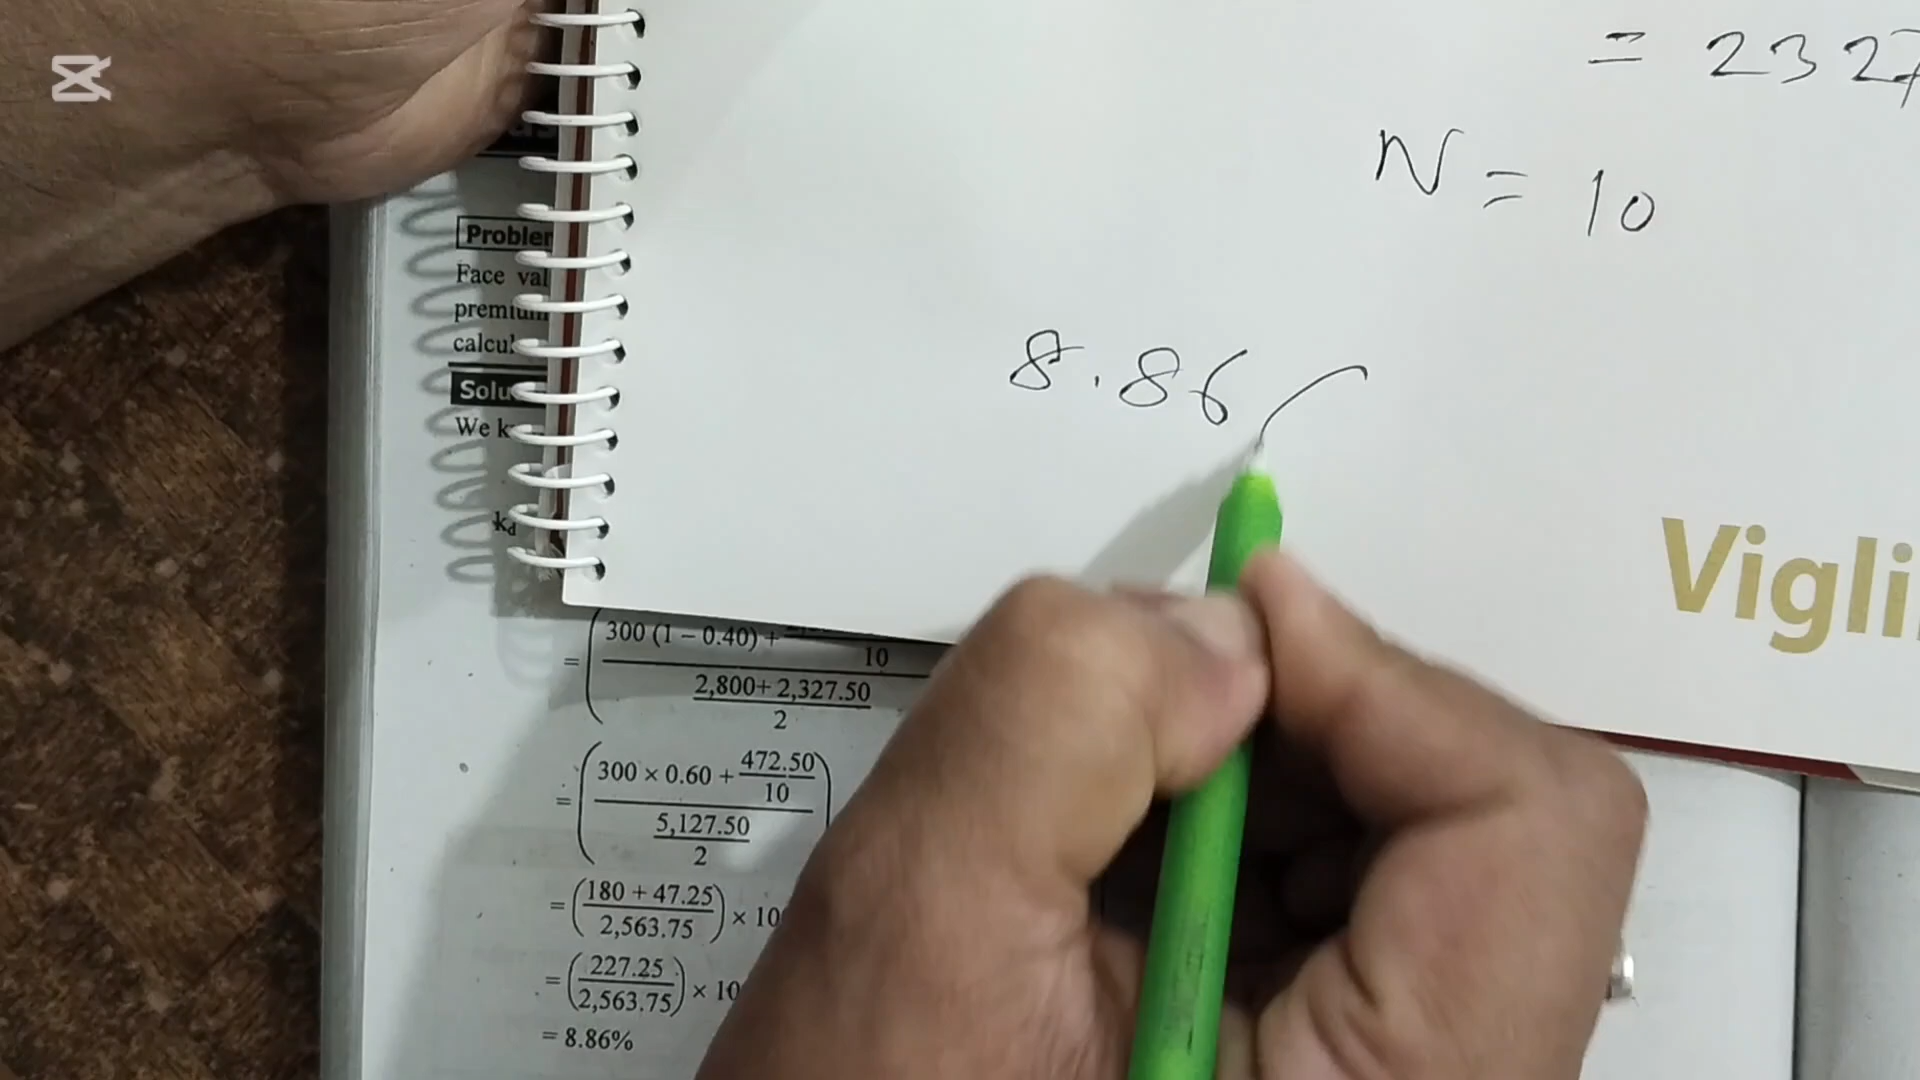 = 2327
N = 10
8.86
Vigli
Problem
Face val
premium
calcul
Solu
We k
kd
= (300 (1 – 0.40) + / 10) / ((2,800+ 2,327.50) / 2)
= ((300 × 0.60 + 472.50 / 10) / (5,127.50 / 2))
= ((180 + 47.25) / 2,563.75) × 10
= (227.25 / 2,563.75) × 10
= 8.86%